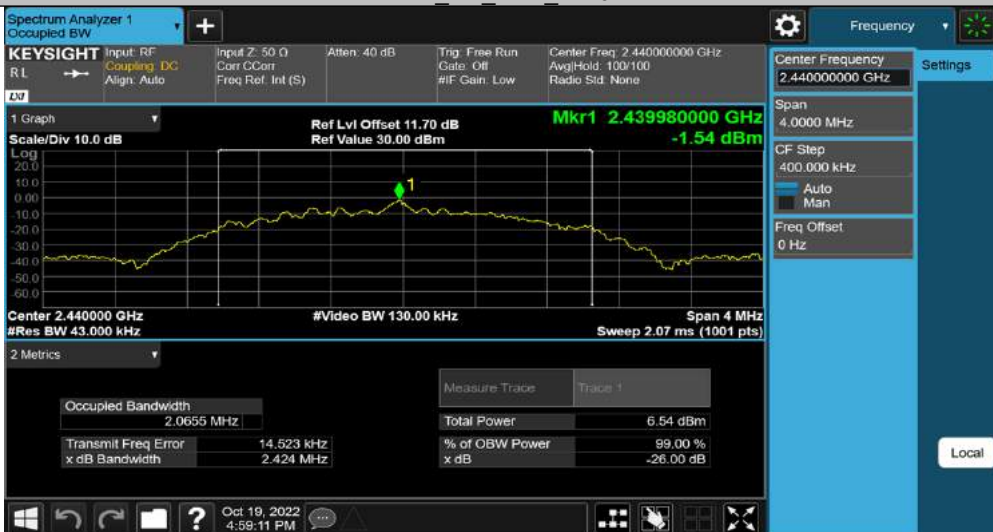 Spectrum Analyzer 1
Occupied BW
+
Frequency
KEYSIGHT
RL
LXI
Input: RF
Coupling: DC
Align: Auto
Input Z: 50 Ω
Corr CCorr
Freq Ref: Int (S)
Atten: 40 dB
Trig: Free Run
Gate: Off
#IF Gain: Low
Center Freq: 2.440000000 GHz
Avg|Hold: 100/100
Radio Std: None
Center Frequency
2.440000000 GHz
Settings
Span
4.0000 MHz
CF Step
400.000 kHz
Auto
Man
Freq Offset
0 Hz
Local
1 Graph
Scale/Div 10.0 dB
Ref Lvl Offset 11.70 dB
Ref Value 30.00 dBm
Mkr1 2.439980000 GHz
-1.54 dBm
Log
20.0
10.0
0.00
-10.0
-20.0
-30.0
-40.0
-50.0
-60.0
1
Center 2.440000 GHz
#Res BW 43.000 kHz
#Video BW 130.00 kHz
Span 4 MHz
Sweep 2.07 ms (1001 pts)
2 Metrics
Measure Trace Trace 1
Occupied Bandwidth
2.0655 MHz
Total Power 6.54 dBm
Transmit Freq Error 14.523 kHz
% of OBW Power 99.00 %
x dB Bandwidth 2.424 MHz
x dB -26.00 dB
?
Oct 19, 2022
4:59:11 PM